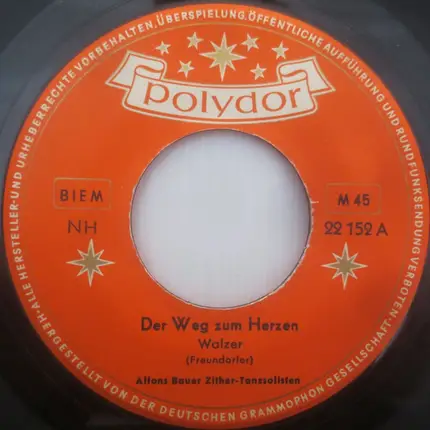 ALLE HERSTELLER-UND URHEBERRECHTE VORBEHALTEN, ÜBERSPIELUNG, ÖFFENTLICHE AUFFÜHRUNG UND RUNDFUNKSENDUNG VERBOTEN.
polydor
BIEM
NH
M 45
22 152 A
Der Weg zum Herzen
Walzer
(Freundorfer)
Alfons Bauer Zither-Tanzsolisten
HERGESTELLT VON DER DEUTSCHEN GRAMMOPHON GESELLSCHAFT